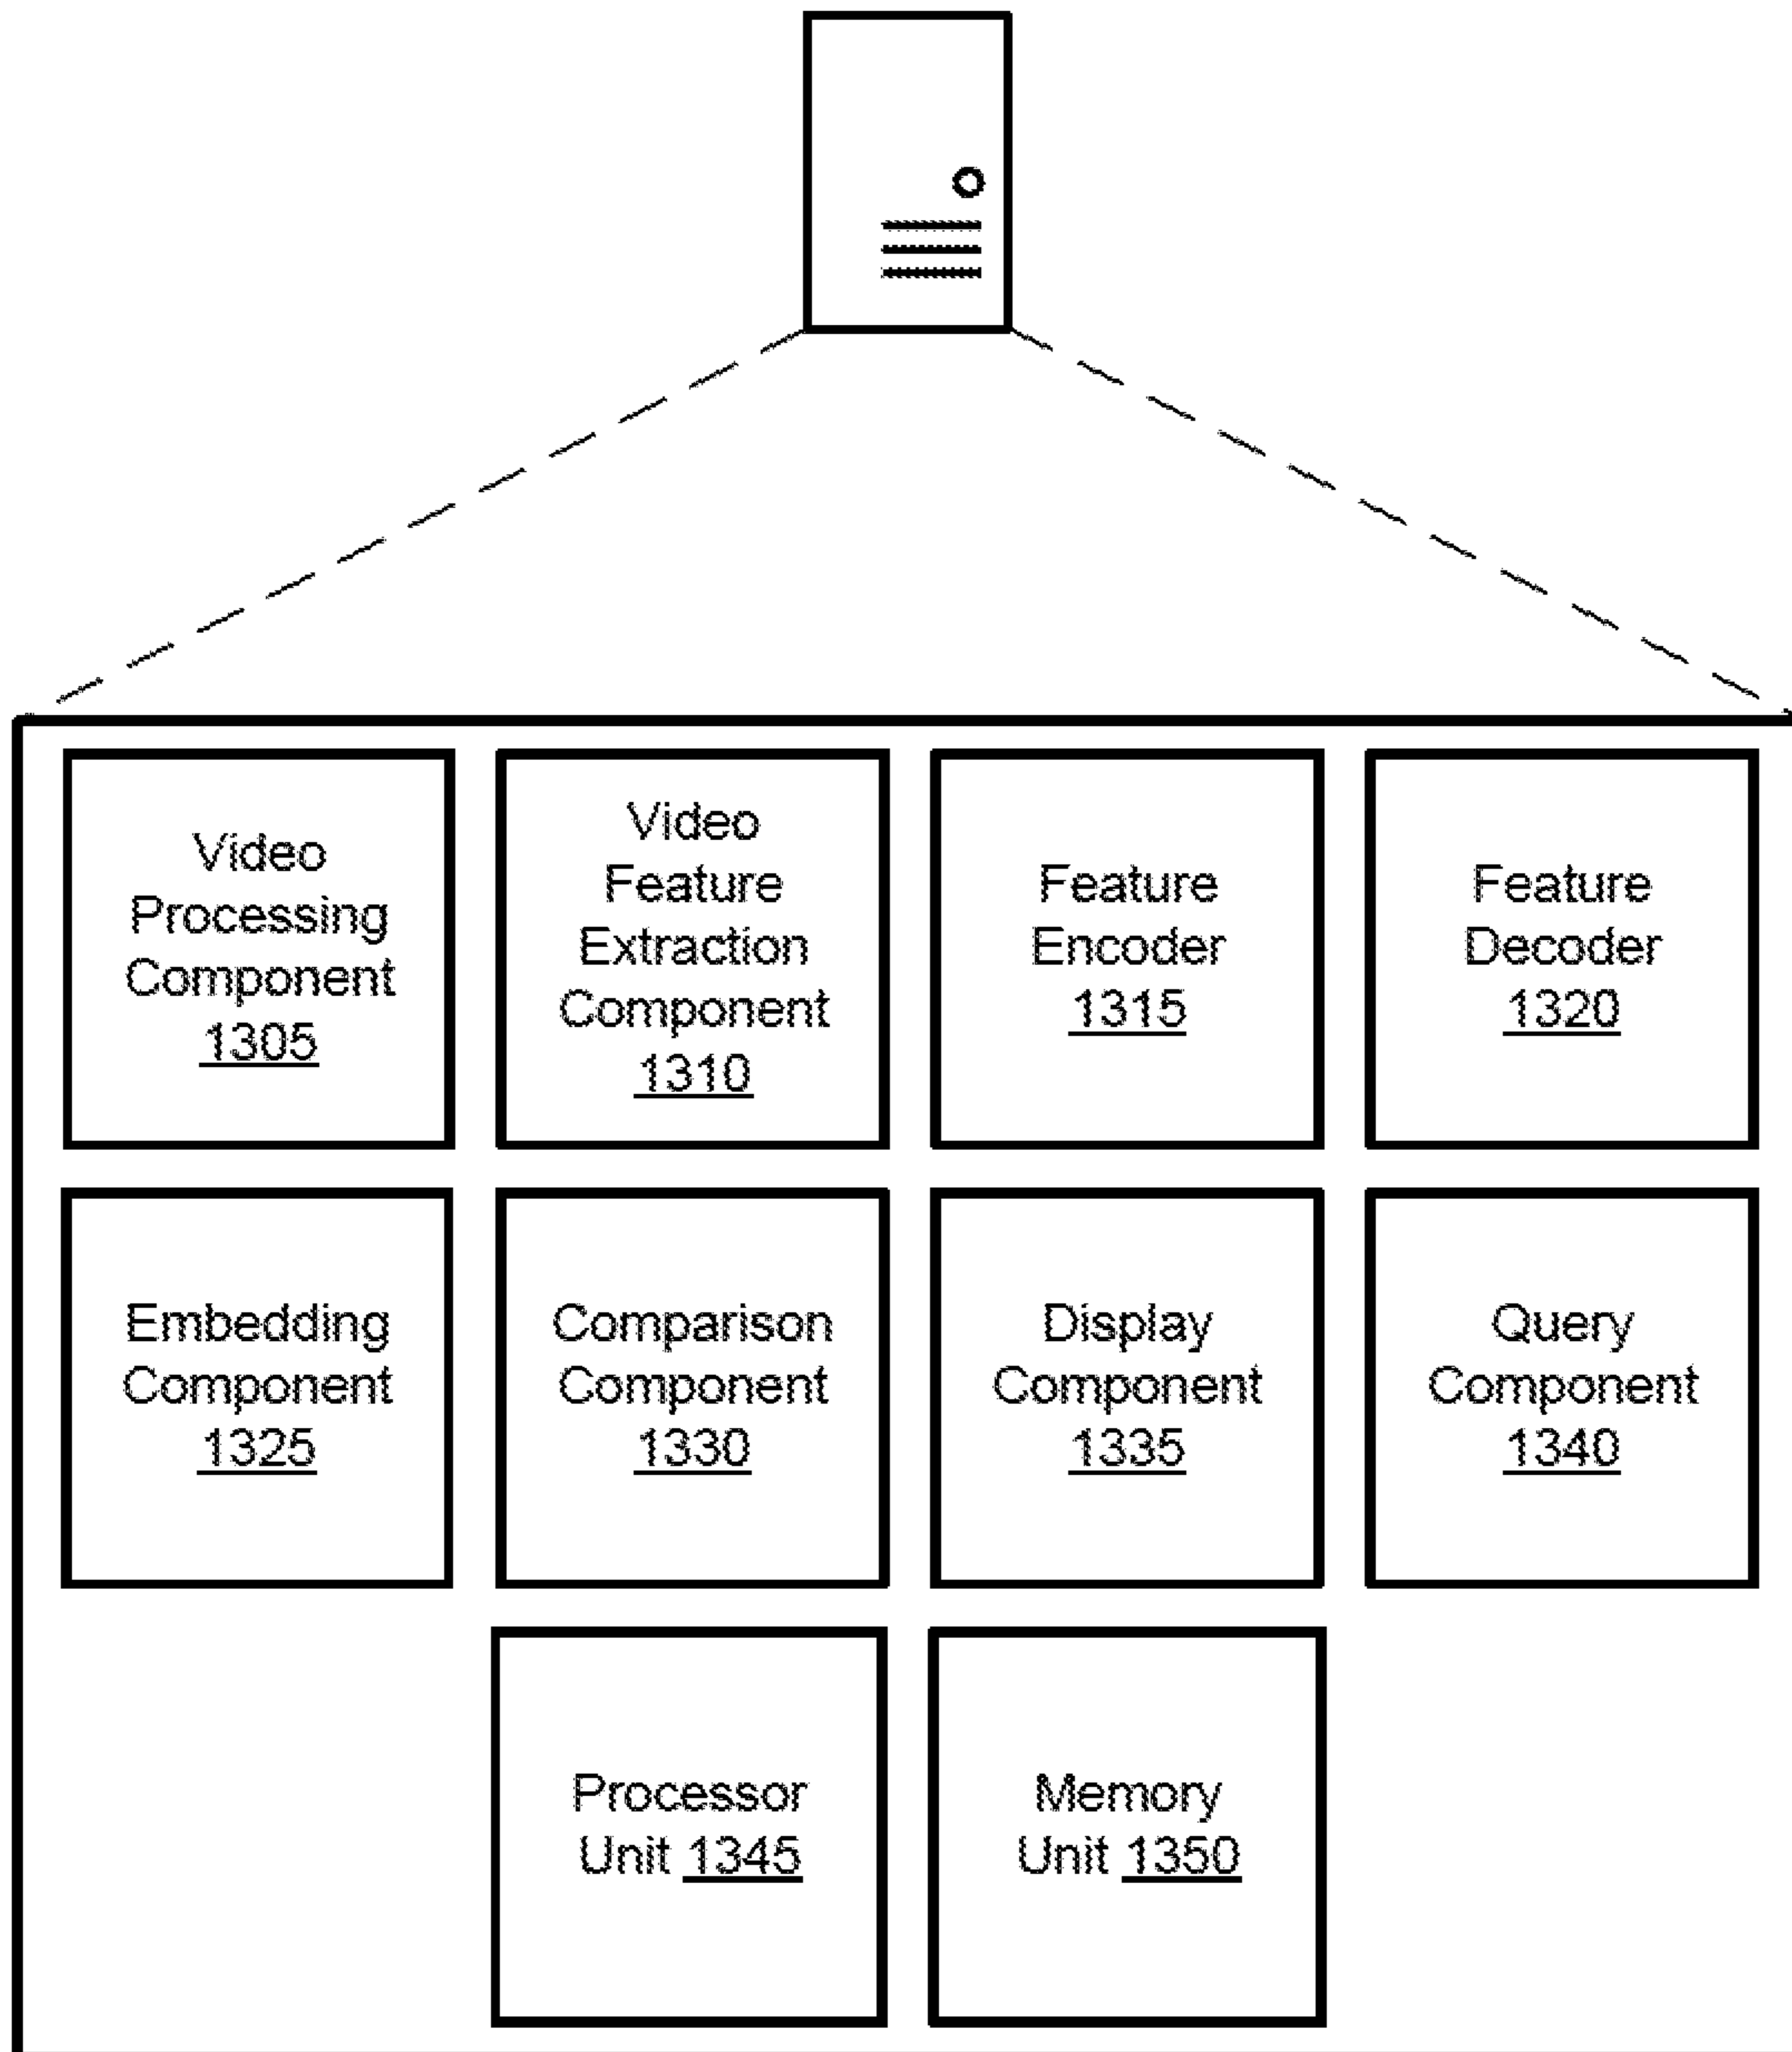 Video
Processing
Component
1305
Video
Feature
Extraction
Component
1310
Feature
Encoder
1315
Feature
Decoder
1320
Embedding
Component
1325
Comparison
Component
1330
Display
Component
1335
Query
Component
1340
Processor
Unit 1345
Memory
Unit 1350